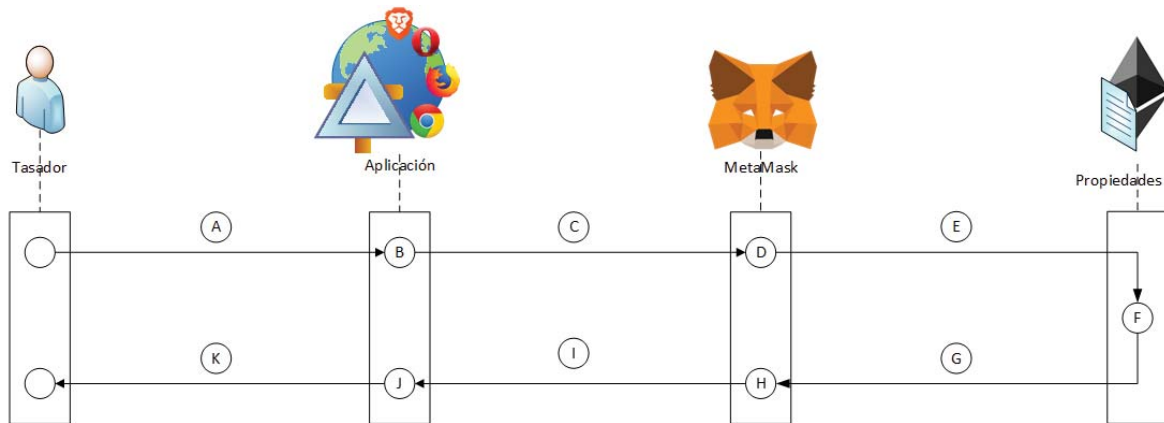 Tasador
Aplicación
MetaMask
Propiedades
A
B
C
D
E
F
K
J
I
H
G